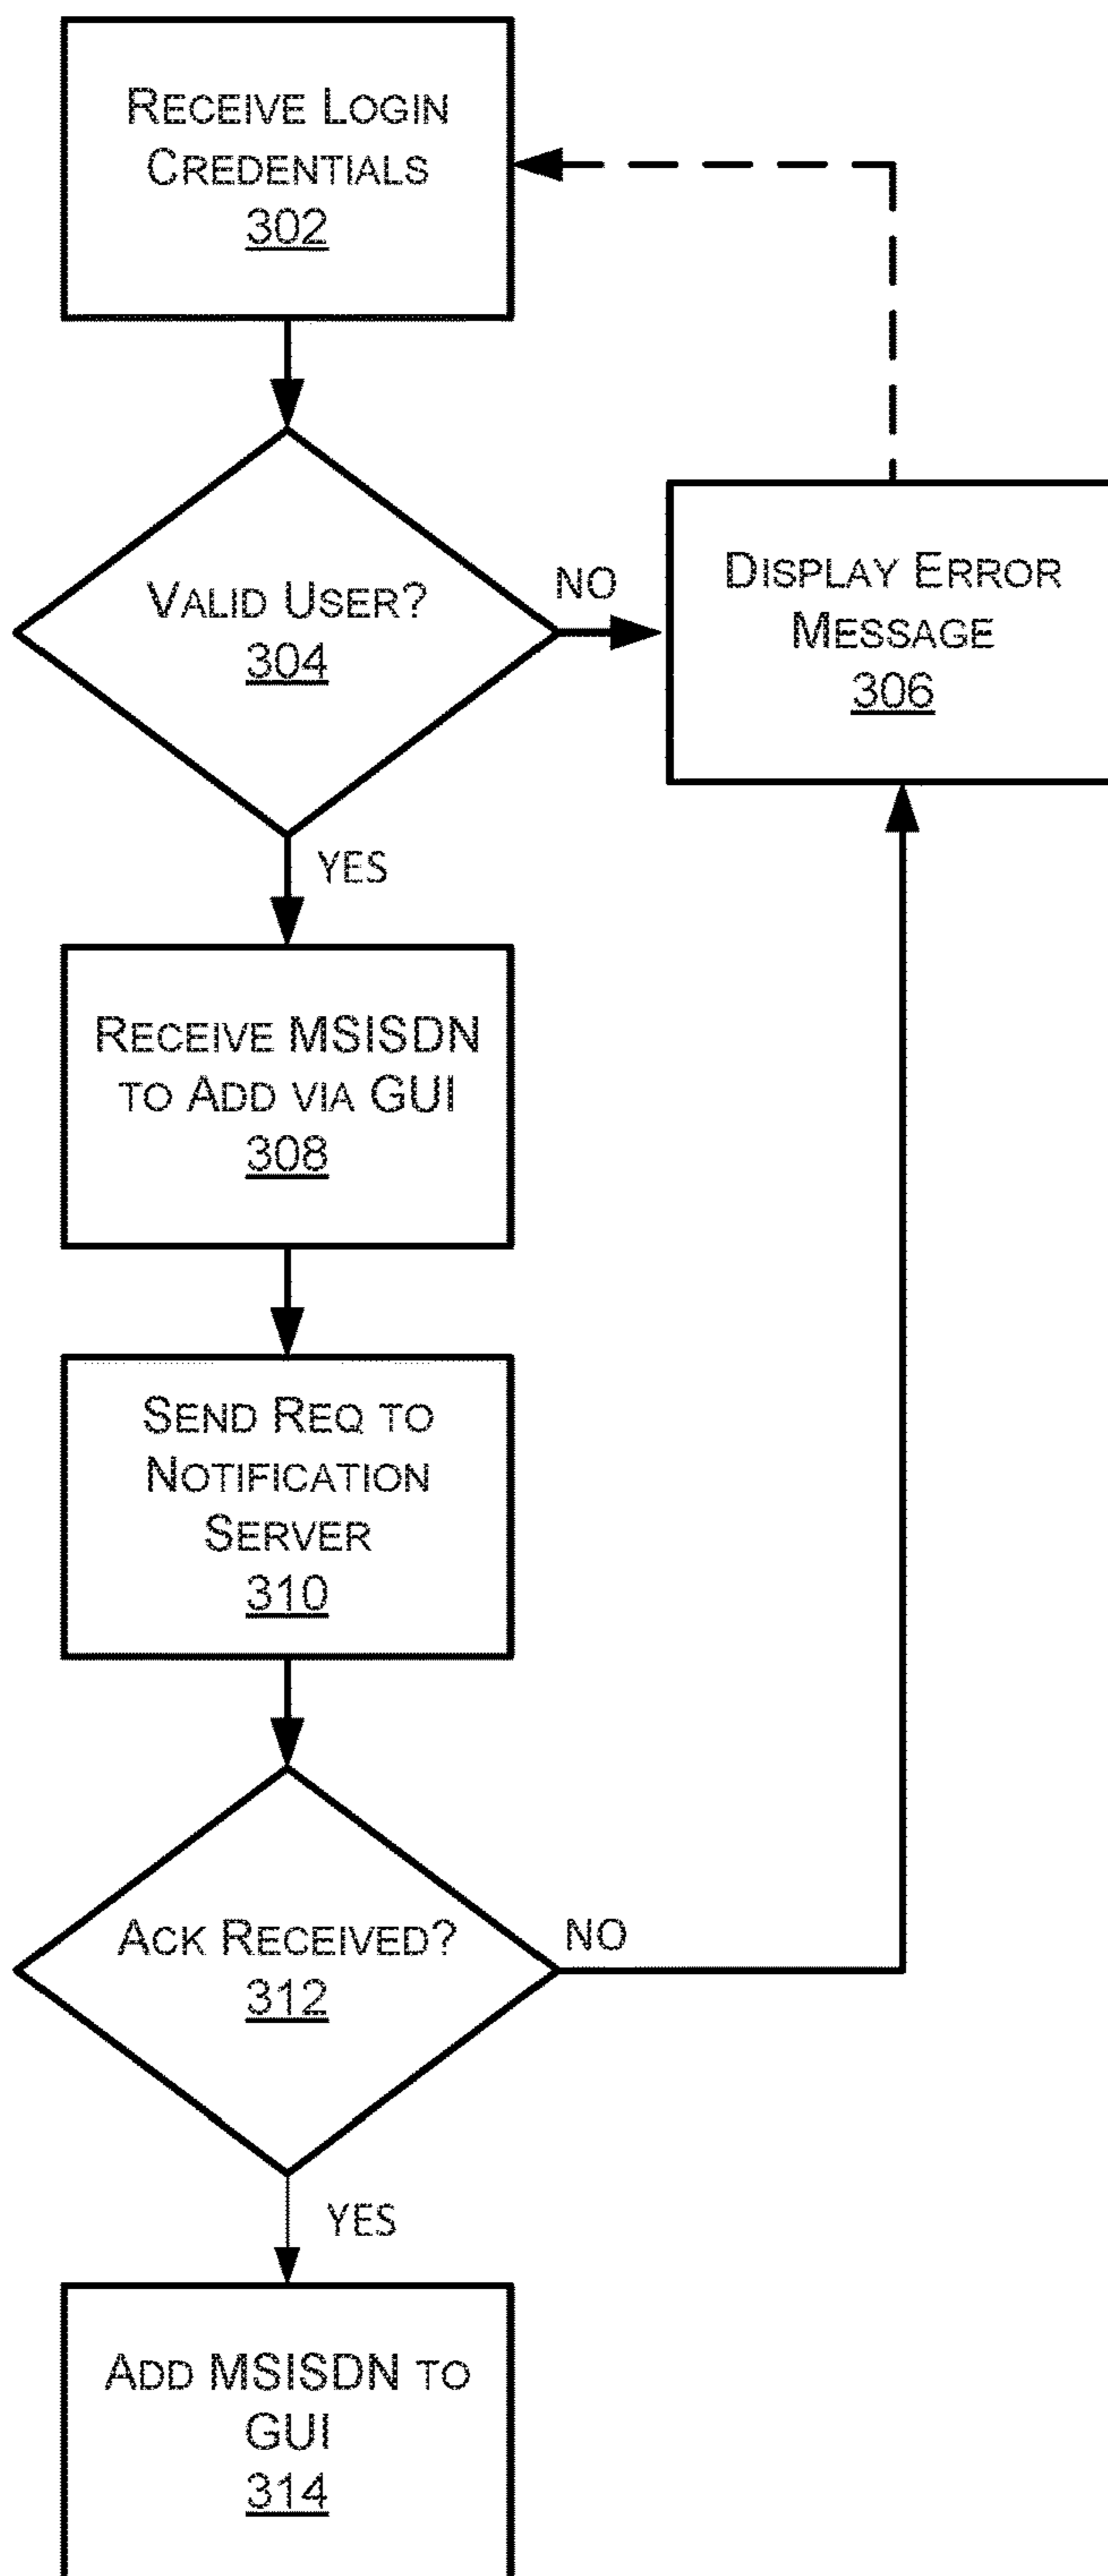 RECEIVE LOGIN
CREDENTIALS
302
VALID USER?
304
NO
DISPLAY ERROR
MESSAGE
306
YES
RECEIVE MSISDN
TO ADD VIA GUI
308
SEND REQ TO
NOTIFICATION
SERVER
310
ACK RECEIVED?
312
NO
YES
ADD MSISDN TO
GUI
314